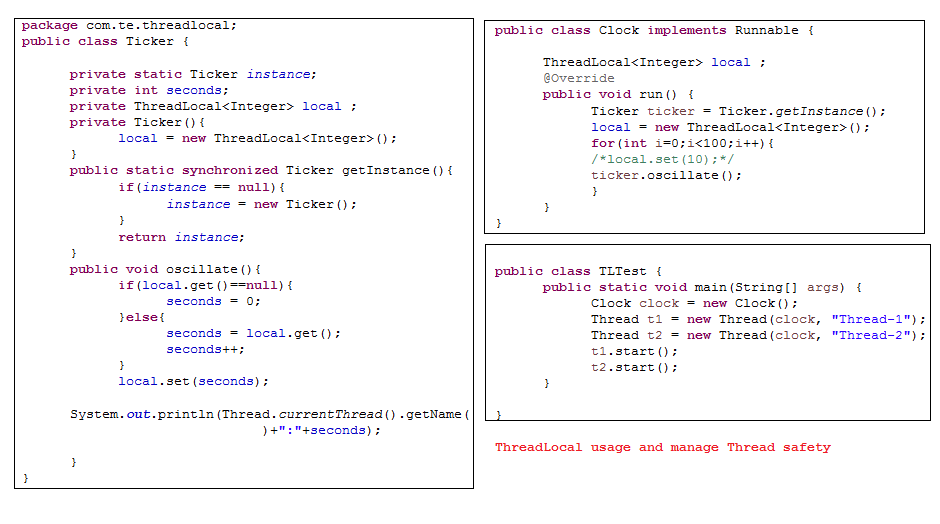 package com.te.threadlocal;
public class Ticker {
private static Ticker instance;
private int seconds;
private ThreadLocal<Integer> local ;
private Ticker(){
local = new ThreadLocal<Integer>();
}
public static synchronized Ticker getInstance(){
if(instance == null){
instance = new Ticker();
}
return instance;
}
public void oscillate(){
if(local.get()==null){
seconds = 0;
}else{
seconds = local.get();
seconds++;
}
local.set(seconds);
System.out.println(Thread.currentThread().getName(
)+":"+seconds);
}
}
public class Clock implements Runnable {
ThreadLocal<Integer> local ;
@Override
public void run() {
Ticker ticker = Ticker.getInstance();
local = new ThreadLocal<Integer>();
for(int i=0;i<100;i++){
/*local.set(10);*/
ticker.oscillate();
}
}
}
public class TLTest {
public static void main(String[] args) {
Clock clock = new Clock();
Thread t1 = new Thread(clock, "Thread-1");
Thread t2 = new Thread(clock, "Thread-2");
t1.start();
t2.start();
}
}
ThreadLocal usage and manage Thread safety